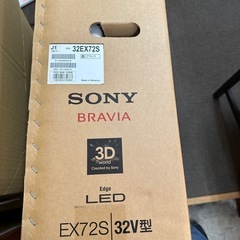 32EX72S
SONY
BRAVIA
3D
world
Created by Sony
Edge
LED
EX72S 32V型